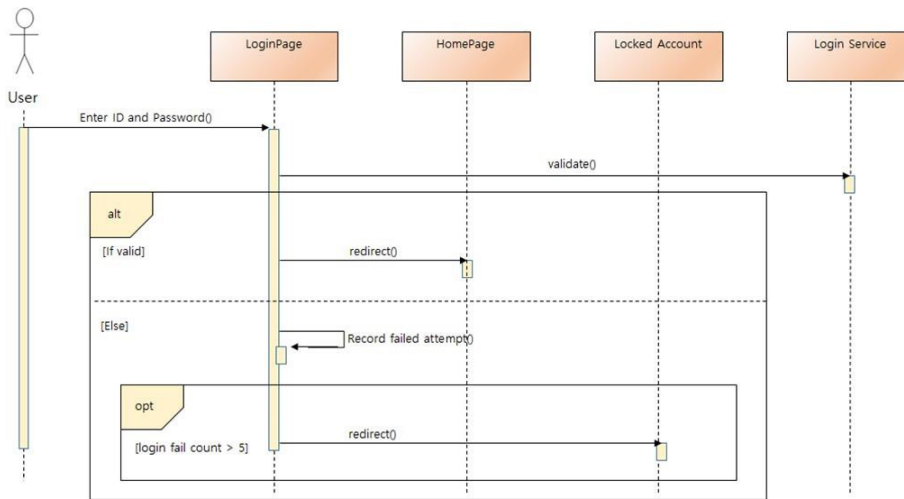 User
LoginPage
HomePage
Locked Account
Login Service
Enter ID and Password()
validate()
alt
[If valid]
redirect()
[Else]
Record failed attempt()
opt
[login fail count > 5]
redirect()